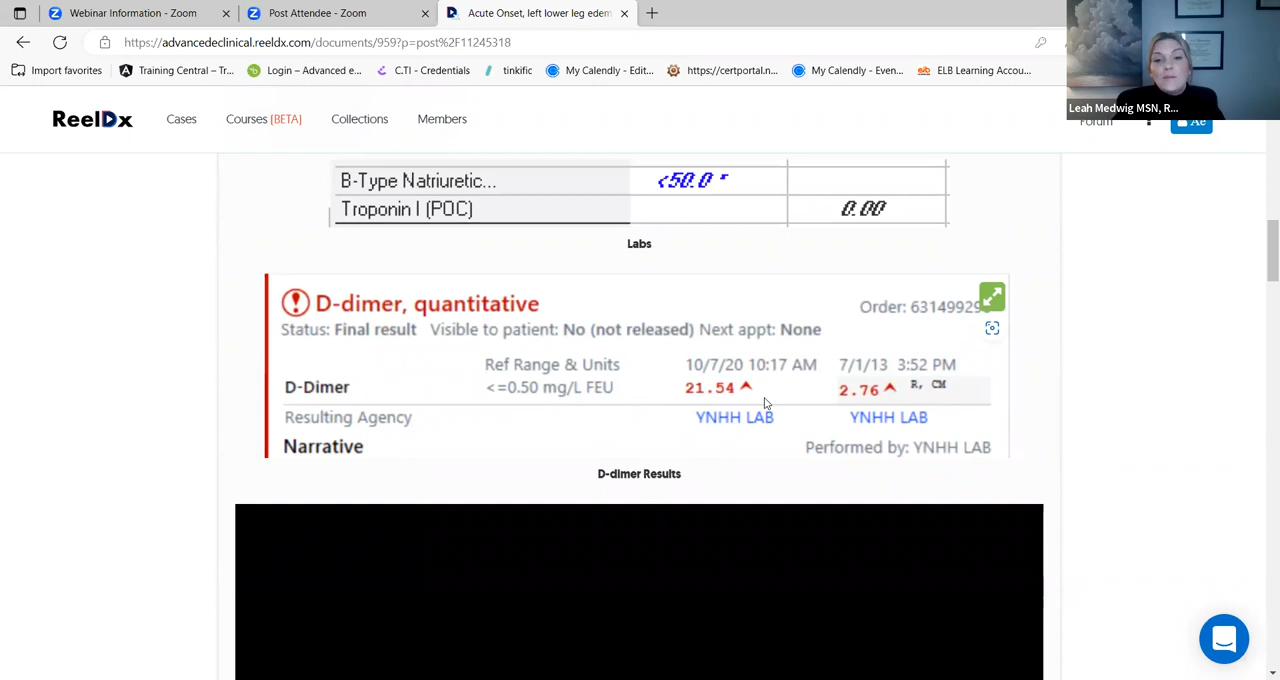 Webinar Information - Zoom
Post Attendee - Zoom
Acute Onset, left lower leg edem
https://advancedclinical.reeldx.com/documents/959?p=post%2F11245318
Import favorites
Training Central – Tr...
Login – Advanced e...
C.TI - Credentials
tinkific
My Calendly - Edit...
https://certportal.n...
My Calendly - Even...
ELB Learning Accou...
Leah Medwig MSN, R...
ReelDx
Cases
Courses [BETA]
Collections
Members
Forum
Ae
B-Type Natriuretic...
<50.0 *
Troponin I (POC)
0.00
Labs
D-dimer, quantitative
Order: 63149929
Status: Final result Visible to patient: No (not released) Next appt: None
Ref Range & Units 10/7/20 10:17 AM 7/1/13 3:52 PM
D-Dimer <=0.50 mg/L FEU 21.54 2.76 R, CM
Resulting Agency YNHH LAB YNHH LAB
Narrative Performed by: YNHH LAB
D-dimer Results